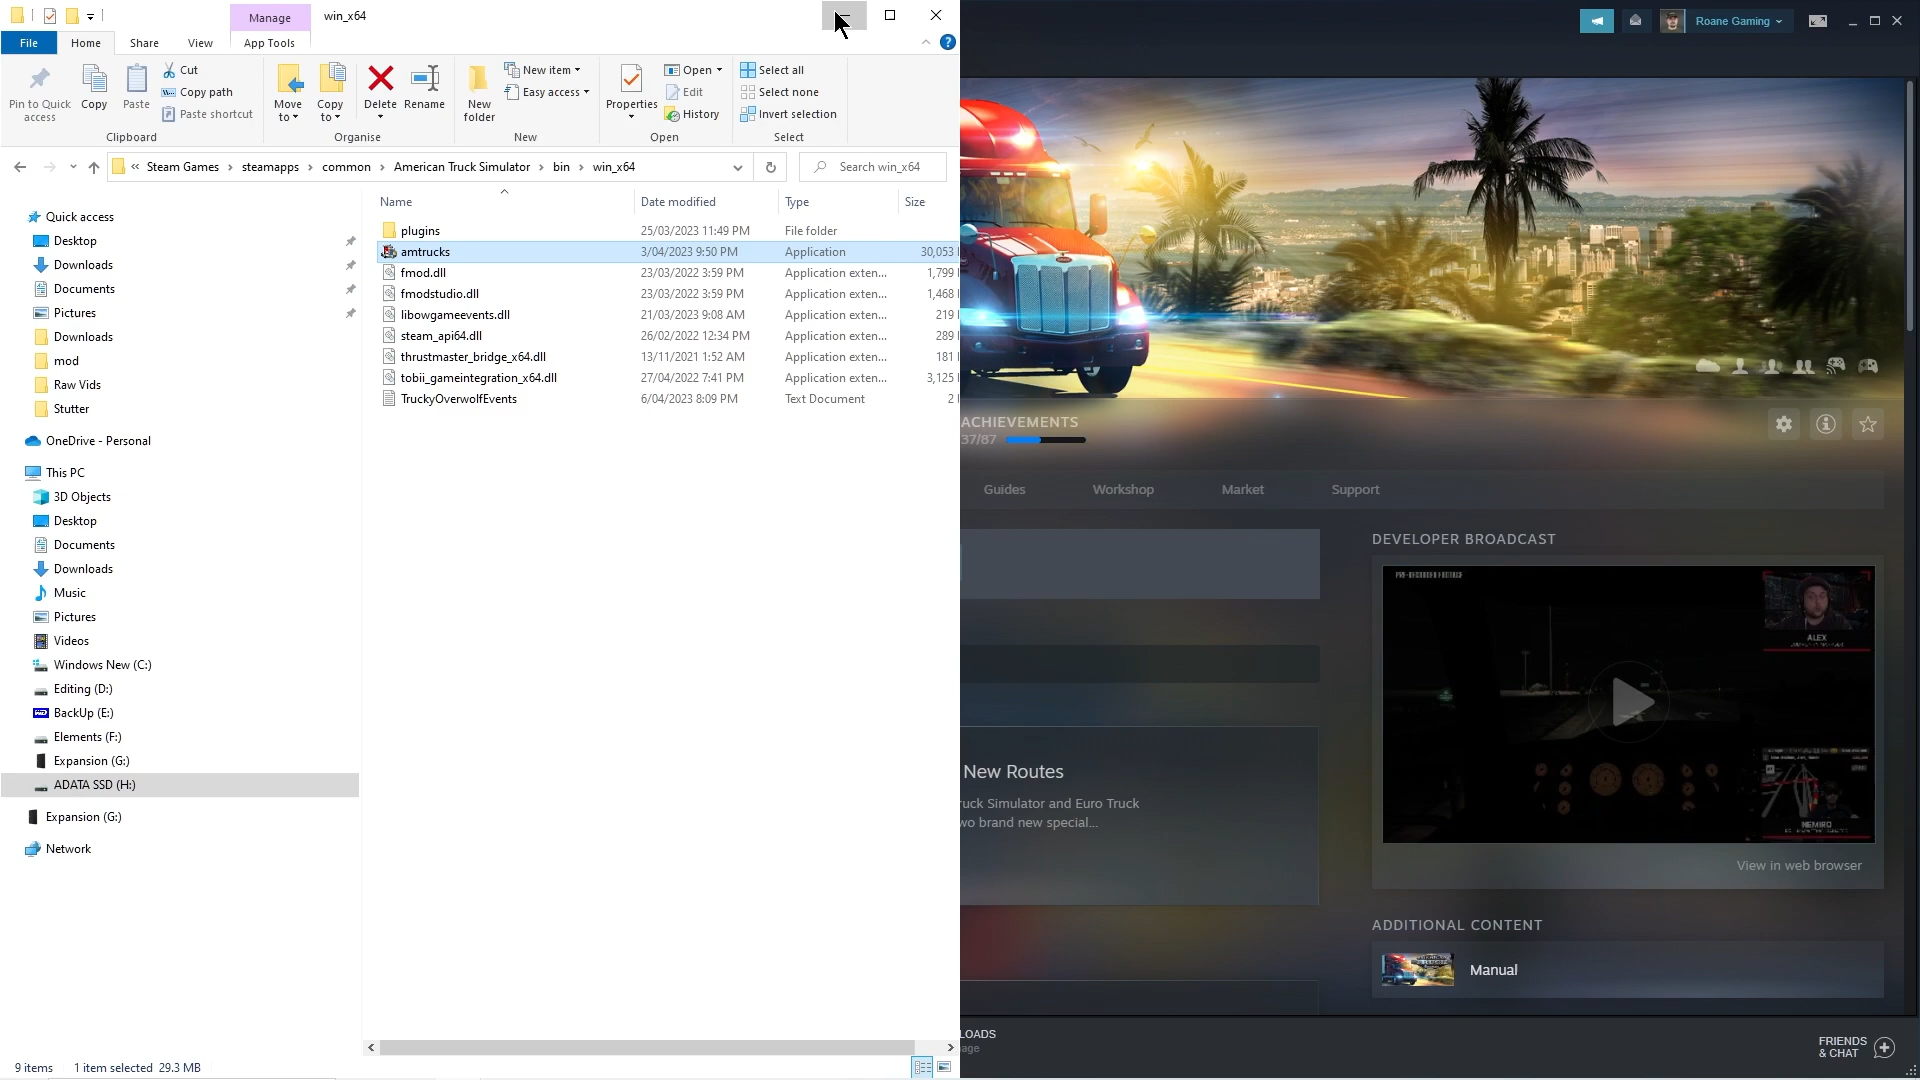 Manage
win_x64
File
Home
Share
View
App Tools
Pin to Quick access
Copy
Paste
Cut
Copy path
Paste shortcut
Clipboard
Move to
Copy to
Delete
Rename
Organise
New folder
New item
Easy access
New
Properties
Open
Edit
History
Open
Select all
Select none
Invert selection
Select
« Steam Games > steamapps > common > American Truck Simulator > bin > win_x64
Search win_x64
Name Date modified Type Size
plugins 25/03/2023 11:49 PM File folder
amtrucks 3/04/2023 9:50 PM Application 30,053
fmod.dll 23/03/2022 3:59 PM Application exten... 1,799
fmodstudio.dll 23/03/2022 3:59 PM Application exten... 1,468
libowgameevents.dll 21/03/2023 9:08 AM Application exten... 219
steam_api64.dll 26/02/2022 12:34 PM Application exten... 289
thrustmaster_bridge_x64.dll 13/11/2021 1:52 AM Application exten... 181
tobii_gameintegration_x64.dll 27/04/2022 7:41 PM Application exten... 3,125
TruckyOverwolfEvents 6/04/2023 8:09 PM Text Document 2
Quick access
Desktop
Downloads
Documents
Pictures
Downloads
mod
Raw Vids
Stutter
OneDrive - Personal
This PC
3D Objects
Desktop
Documents
Downloads
Music
Pictures
Videos
Windows New (C:)
Editing (D:)
BackUp (E:)
Elements (F:)
Expansion (G:)
ADATA SSD (H:)
Expansion (G:)
Network
9 items 1 item selected 29.3 MB
Roane Gaming
ACHIEVEMENTS
37/87
Guides
Workshop
Market
Support
DEVELOPER BROADCAST
PRE-RECORDED FOOTAGE
ALEX
NEMIRO
View in web browser
New Routes
ruck Simulator and Euro Truck
wo brand new special...
ADDITIONAL CONTENT
Manual
LOADS
age
FRIENDS
& CHAT